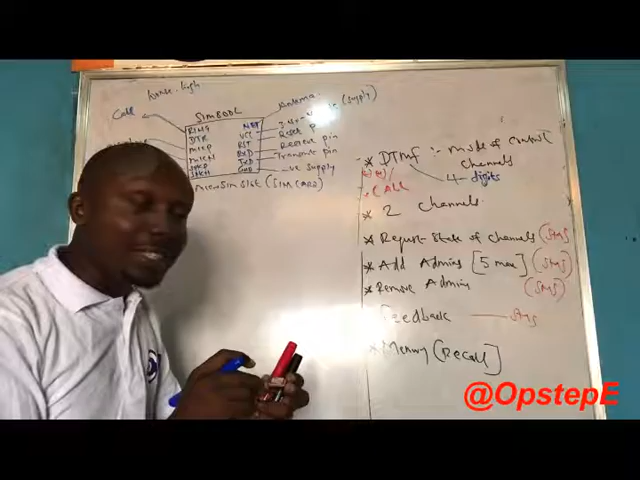 Call
SIM800L
Antenna
(supply)
RING
DTR
MICP
MICN
SPKP
SPKN
NET
VCC
RST
RXD
TXD
GND
Reset p
Receive pin
Transmit pin
-ve supply
MicroSim Slot (SIM CARD)
* DTMF :- mode of control
channels
4 digits
CALL
* 2 channels
* Request State of channels (SMS)
* Add Admins [5 max] (SMS)
* Remove Admin (SMS)
Feedback SMS
* Memory (Recall]
@OpstepE